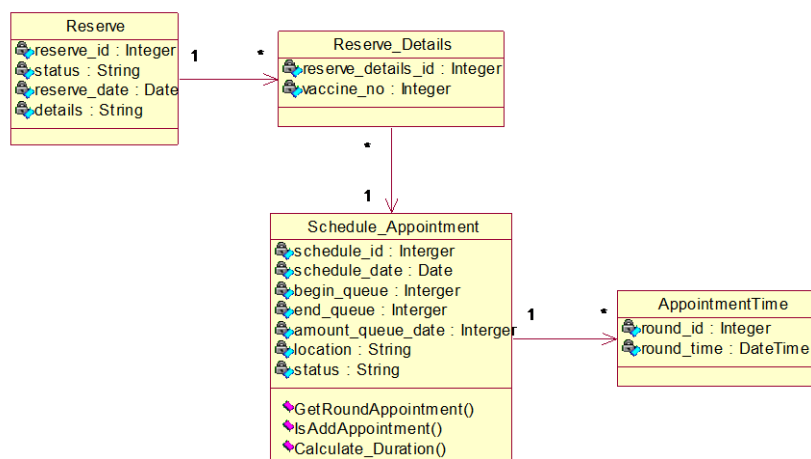 Reserve
reserve_id : Integer
status : String
reserve_date : Date
details : String
1
*
Reserve_Details
reserve_details_id : Integer
vaccine_no : Integer
*
1
Schedule_Appointment
schedule_id : Interger
schedule_date : Date
begin_queue : Interger
end_queue : Interger
amount_queue_date : Interger
location : String
status : String
GetRoundAppointment()
IsAddAppointment()
Calculate_Duration()
1
*
AppointmentTime
round_id : Integer
round_time : DateTime